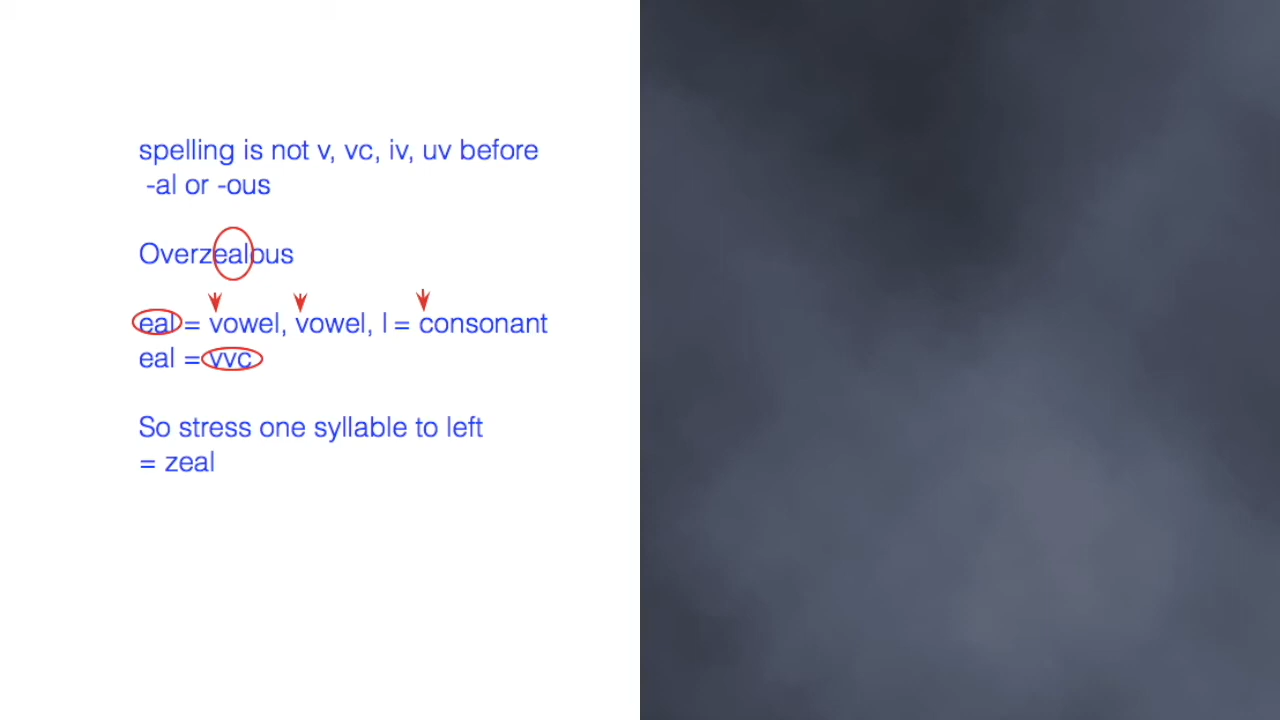 spelling is not v, vc, iv, uv before
-al or -ous
Overzealous
eal = vowel, vowel, l = consonant
eal = vvc
So stress one syllable to left
= zeal